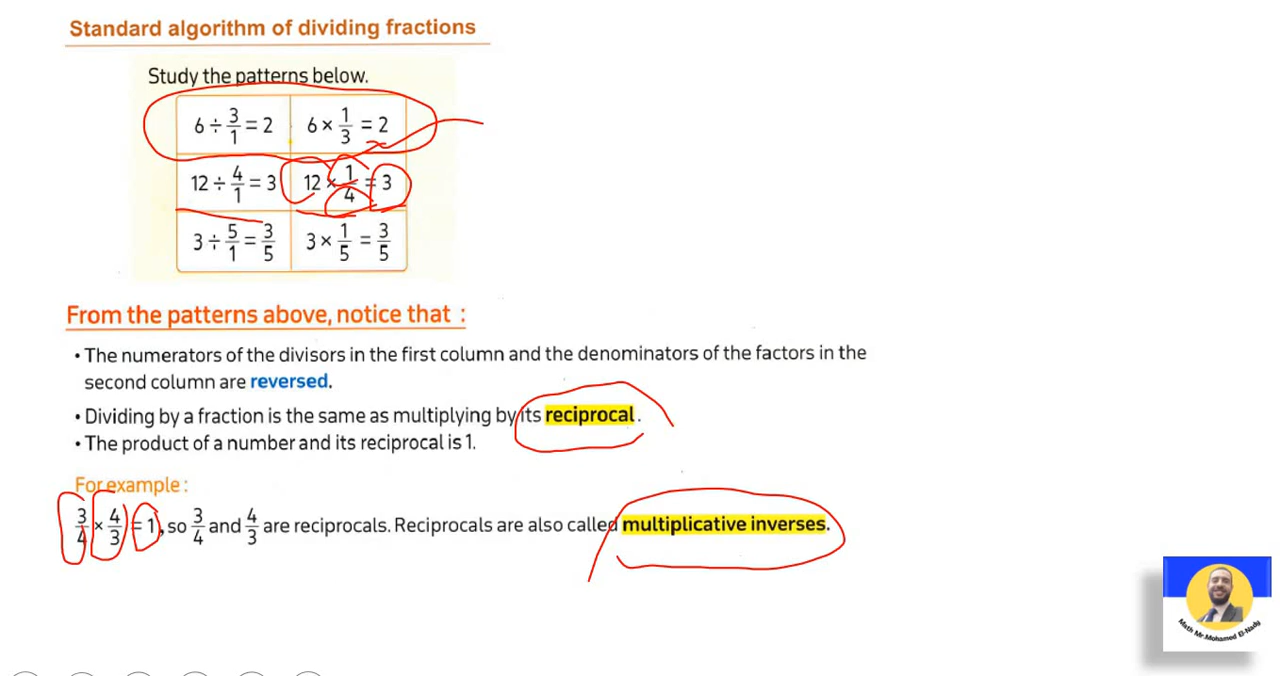 Standard algorithm of dividing fractions
Study the patterns below.
6 ÷ 3/1 = 2 6 × 1/3 = 2
12 ÷ 4/1 = 3 12 × 1/4 = 3
3 ÷ 5/1 = 3/5 3 × 1/5 = 3/5
From the patterns above, notice that :
• The numerators of the divisors in the first column and the denominators of the factors in the
second column are reversed.
• Dividing by a fraction is the same as multiplying by its reciprocal.
• The product of a number and its reciprocal is 1.
For example :
3/4 × 4/3 = 1, so 3/4 and 4/3 are reciprocals. Reciprocals are also called multiplicative inverses.
Math Mr.Mohamed El-Nady